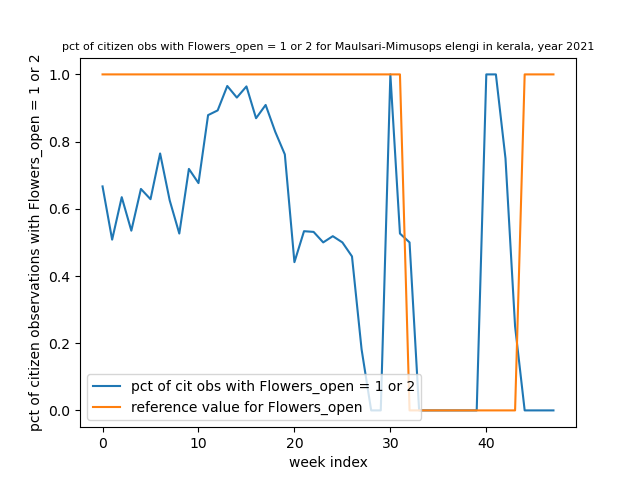 pct of citizen obs with Flowers_open = 1 or 2 for Maulsari-Mimusops elengi in kerala, year 2021
pct of citizen observations with Flowers_open = 1 or 2
1.0
0.8
0.6
0.4
0.2
0.0
pct of cit obs with Flowers_open = 1 or 2
reference value for Flowers_open
0 10 20 30 40
week index